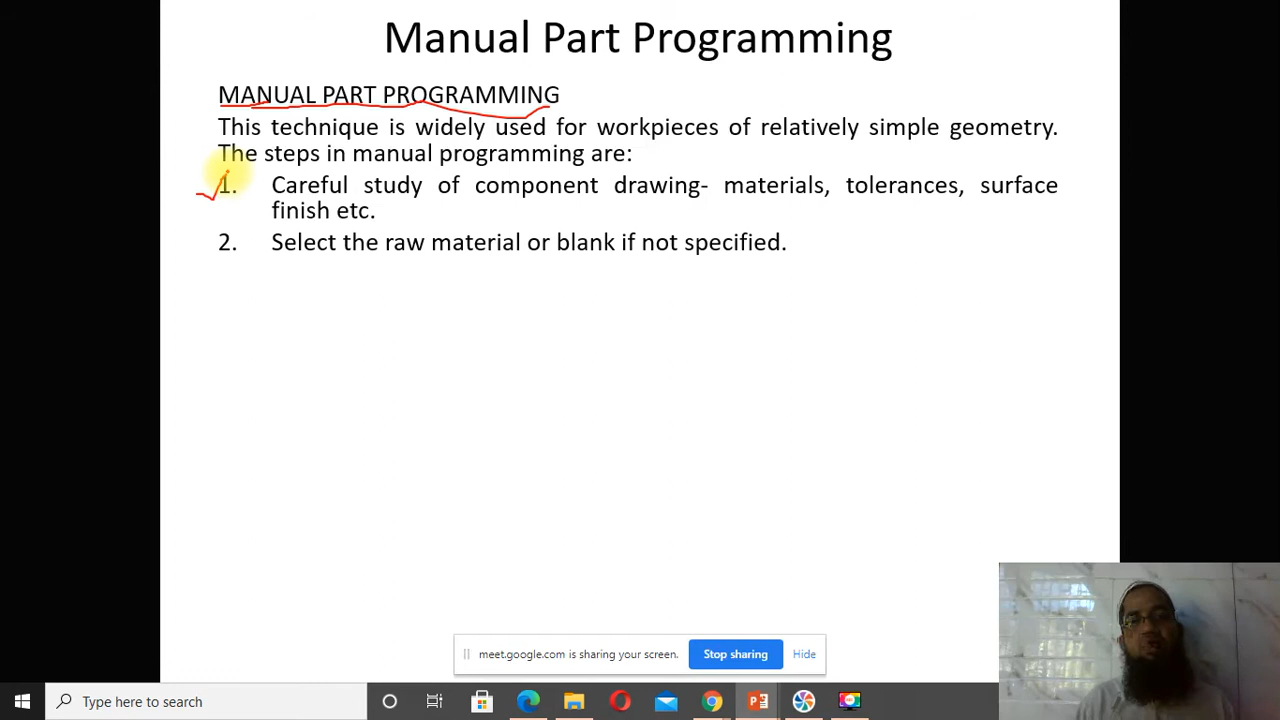 Manual Part Programming
MANUAL PART PROGRAMMING
This technique is widely used for workpieces of relatively simple geometry.
The steps in manual programming are:
1. Careful study of component drawing- materials, tolerances, surface
finish etc.
2. Select the raw material or blank if not specified.
meet.google.com is sharing your screen. Stop sharing Hide
Type here to search